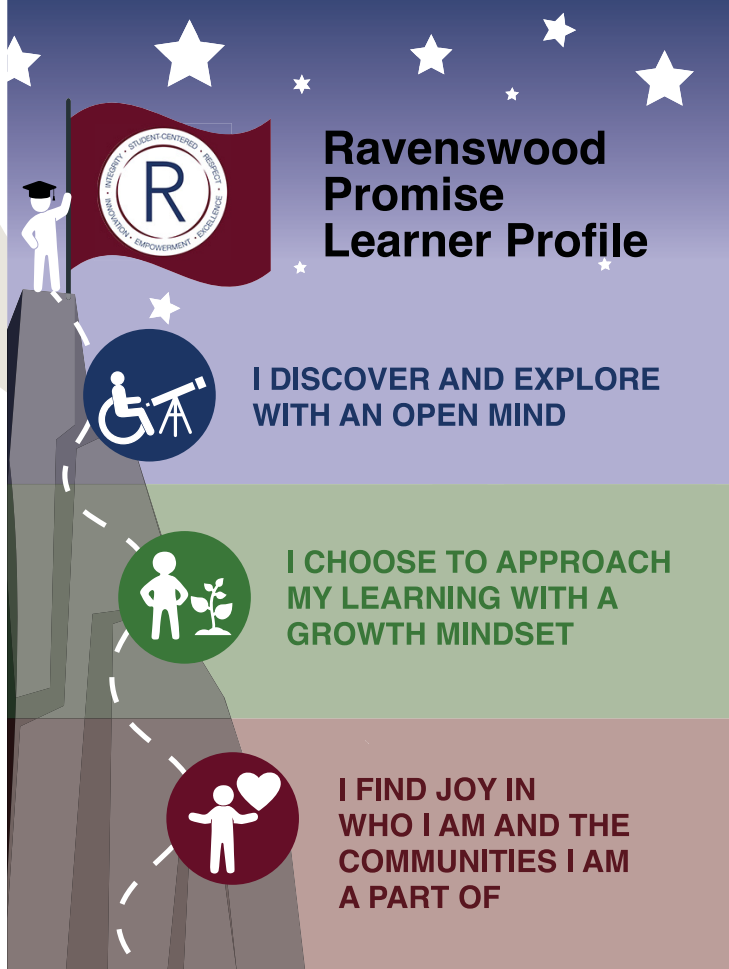 INTEGRITY • STUDENT-CENTERED • RESPECT •
INNOVATION • EMPOWERMENT • EXCELLENCE
R
Ravenswood
Promise
Learner Profile
I DISCOVER AND EXPLORE
WITH AN OPEN MIND
I CHOOSE TO APPROACH
MY LEARNING WITH A
GROWTH MINDSET
I FIND JOY IN
WHO I AM AND THE
COMMUNITIES I AM
A PART OF